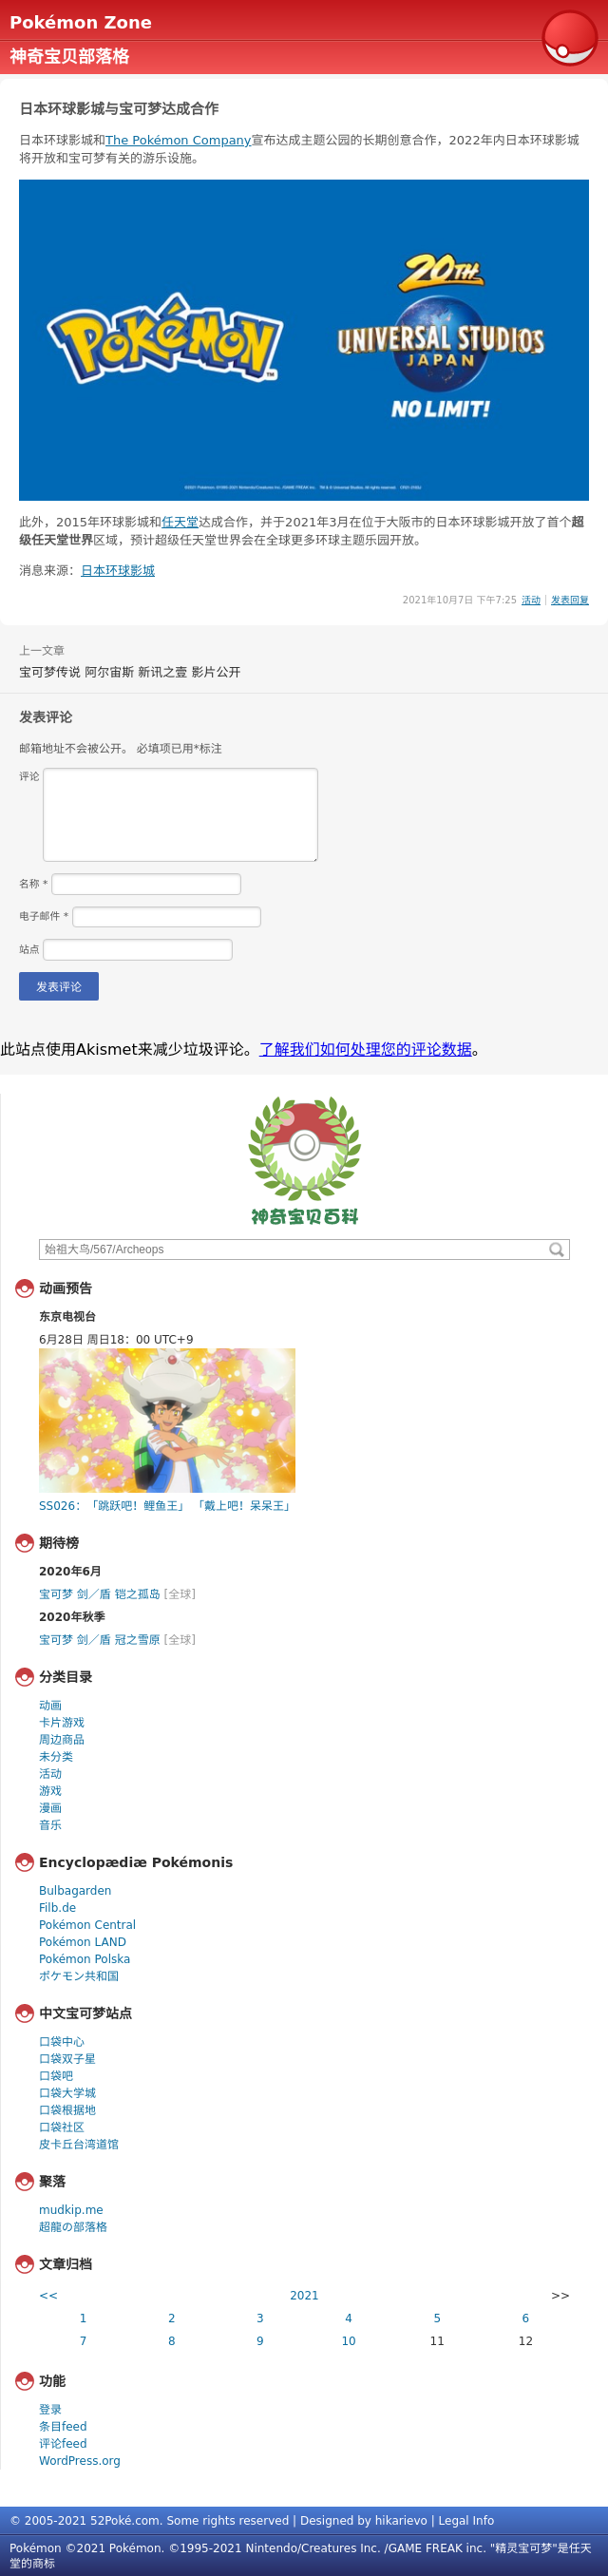 Pokémon Zone
神奇宝贝部落格
日本环球影城与宝可梦达成合作
日本环球影城和The Pokémon Company宣布达成主题公园的长期创意合作，2022年内日本环球影城
将开放和宝可梦有关的游乐设施。
POKÉMON TM
20TH
UNIVERSAL STUDIOS
JAPAN
NO LIMIT!
此外，2015年环球影城和任天堂达成合作，并于2021年3月在位于大阪市的日本环球影城开放了首个超
级任天堂世界区域，预计超级任天堂世界会在全球更多环球主题乐园开放。
消息来源：日本环球影城
2021年10月7日 下午7:25 活动 | 发表回复
上一文章
宝可梦传说 阿尔宙斯 新讯之壹 影片公开
发表评论
邮箱地址不会被公开。 必填项已用*标注
评论
名称 *
电子邮件 *
站点
发表评论
此站点使用Akismet来减少垃圾评论。了解我们如何处理您的评论数据。
神奇宝贝百科
始祖大鸟/567/Archeops
动画预告
东京电视台
6月28日 周日18：00 UTC+9
SS026：「跳跃吧！鲤鱼王」「戴上吧！呆呆王」
期待榜
2020年6月
宝可梦 剑／盾 铠之孤岛 [全球]
2020年秋季
宝可梦 剑／盾 冠之雪原 [全球]
分类目录
动画
卡片游戏
周边商品
未分类
活动
游戏
漫画
音乐
Encyclopædiæ Pokémonis
Bulbagarden
Filb.de
Pokémon Central
Pokémon LAND
Pokémon Polska
ポケモン共和国
中文宝可梦站点
口袋中心
口袋双子星
口袋吧
口袋大学城
口袋根据地
口袋社区
皮卡丘台湾道馆
聚落
mudkip.me
超龍の部落格
文章归档
<< 2021 >>
1 2 3 4 5 6
7 8 9 10 11 12
功能
登录
条目feed
评论feed
WordPress.org
© 2005-2021 52Poké.com. Some rights reserved | Designed by hikarievo | Legal Info
Pokémon ©2021 Pokémon. ©1995-2021 Nintendo/Creatures Inc. /GAME FREAK inc. "精灵宝可梦"是任天
堂的商标